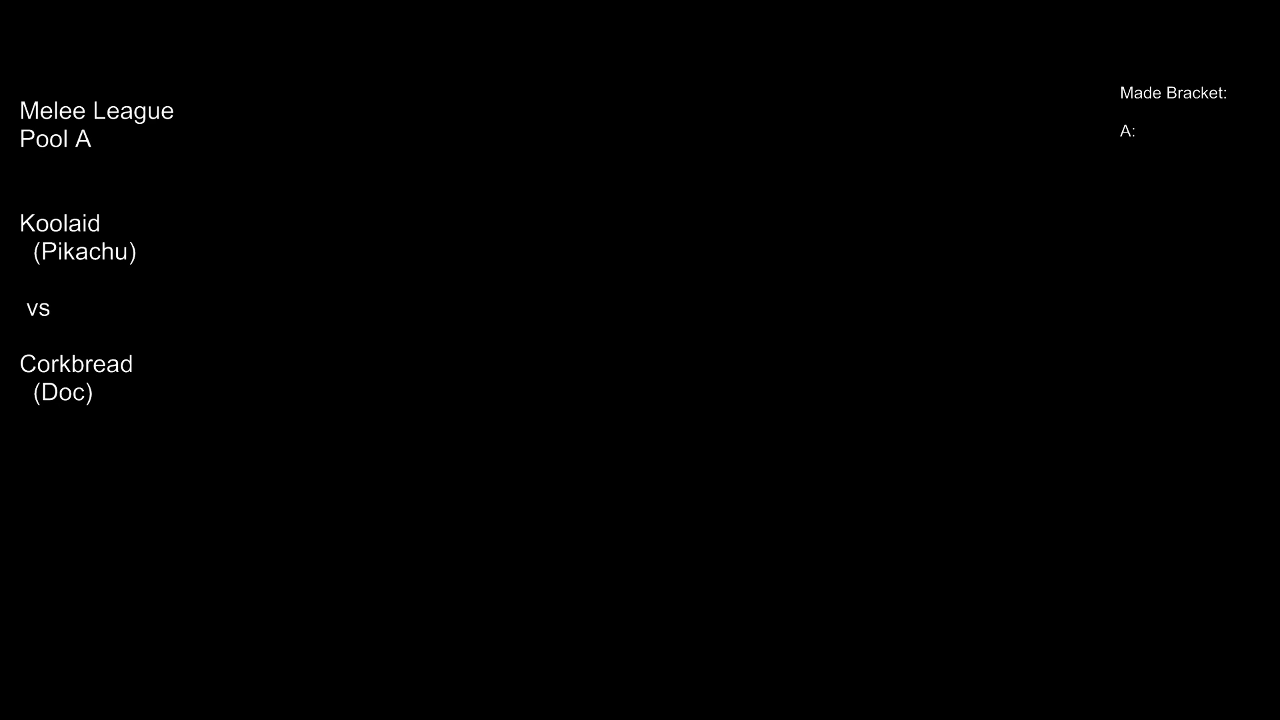 Melee League
Pool A
Koolaid
(Pikachu)
vs
Corkbread
(Doc)
Made Bracket:
A: